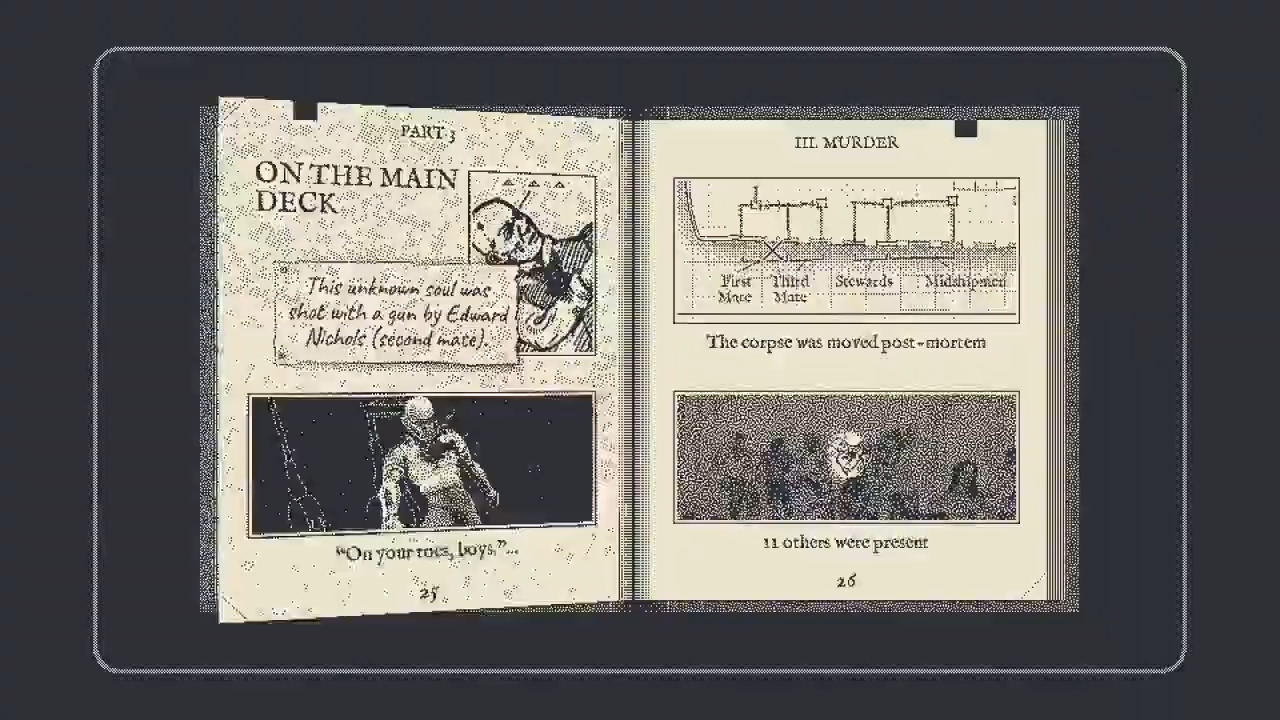 PART 3
ON THE MAIN
DECK
This unknown soul was
shot with a gun by Edward
Nichols (second mate).
"On your toes, boys."...
25
III. MURDER
First Third Stewards Midshipmen
Mate Mate
The corpse was moved post-mortem
11 others were present
26